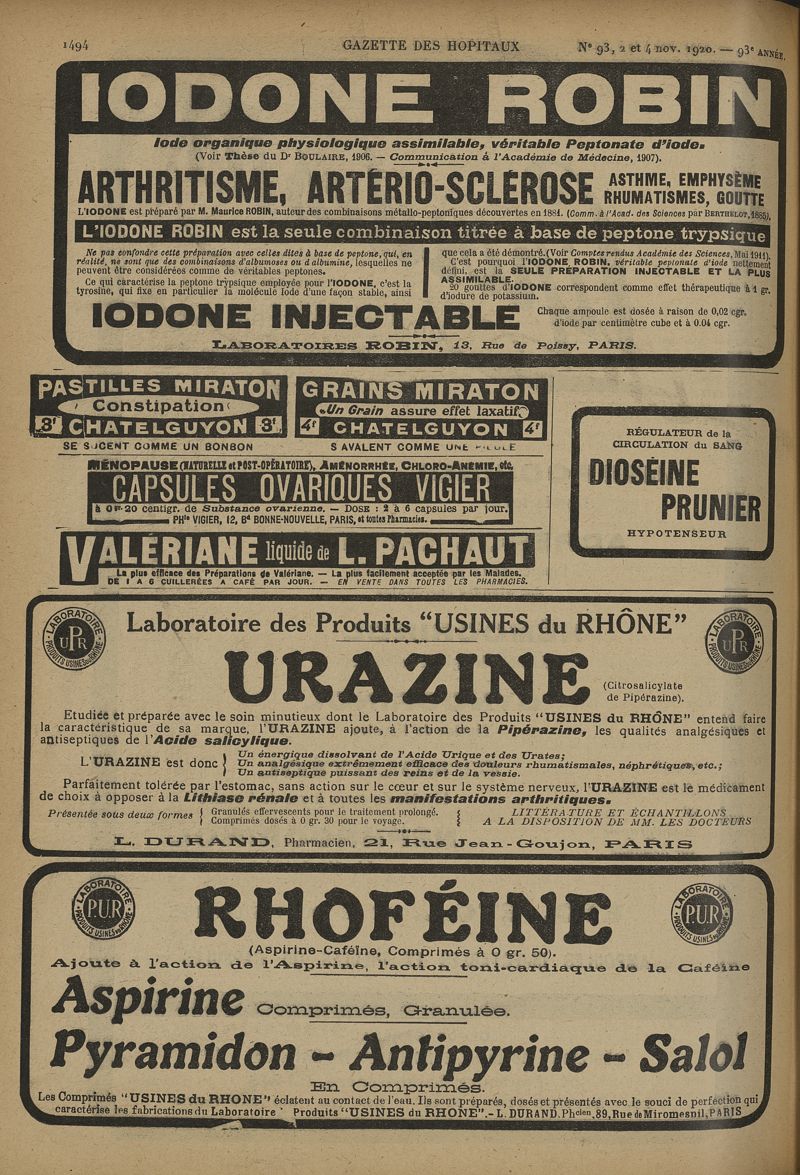 1494 GAZETTE DES HOPITAUX N° 93, 2 et 4 nov. 1920. — 93e ANNÉE.
IODONE ROBIN
Iode organique physiologique assimilable, véritable Peptonate d'iode.
(Voir Thèse du Dr BOULAIRE, 1906. — Communication à l'Académie de Médecine, 1907).
ARTHRITISME, ARTÉRIO-SCLÉROSE
ASTHME, EMPHYSÈME
RHUMATISMES, GOUTTE
L'IODONE est préparé par M. Maurice ROBIN, auteur des combinaisons métallo-peptoniques découvertes en 1881. (Comm. à l'Acad. des Sciences par BERTHELOT, 1885).
L'IODONE ROBIN est la seule combinaison titrée à base de peptone trypsique
Ne pas confondre cette préparation avec celles dites à base de peptone, qui, en
réalité, ne sont que des combinaisons d'albumoses ou d'albumine, lesquelles ne
peuvent être considérées comme de véritables peptones.
Ce qui caractérise la peptone trypsique employée pour l'IODONE, c'est la
tyrosine, qui fixe en particulier la molécule Iode d'une façon stable, ainsi
que cela a été démontré. (Voir Comptes rendus Académie des Sciences, Mai 1911).
C'est pourquoi l'IODONE ROBIN, véritable peptonate d'iode nettement
défini, est la SEULE PRÉPARATION INJECTABLE ET LA PLUS
ASSIMILABLE.
20 gouttes d'IODONE correspondent comme effet thérapeutique à 1 gr.
d'iodure de potassium.
IODONE INJECTABLE
Chaque ampoule est dosée à raison de 0,02 cgr.
d'iode par centimètre cube et à 0.04 cgr.
LABORATOIRES ROBIN, 13, Rue de Poissy, PARIS.
PASTILLES MIRATON
Constipation
3f CHATELGUYON 3f
SE SUCENT COMME UN BONBON
GRAINS MIRATON
Un Grain assure effet laxatif
4f CHATELGUYON 4f
S AVALENT COMME UNE PILULE
RÉGULATEUR de la
CIRCULATION du SANG
DIOSÉINE
PRUNIER
HYPOTENSEUR
MÉNOPAUSE (NATURELLE et POST-OPÉRATOIRE), AMÉNORRHÉE, CHLORO-ANÉMIE, etc.
CAPSULES OVARIQUES VIGIER
à 0gr 20 centigr. de Substance ovarienne. — DOSE : 2 à 6 capsules par jour.
PHie VIGIER, 12, Bd BONNE-NOUVELLE, PARIS, et toutes Pharmacies.
VALÉRIANE liquide de L. PACHAUT
La plus efficace des Préparations de Valériane. — La plus facilement acceptée par les Malades.
DE 1 A 6 CUILLERÉES A CAFÉ PAR JOUR. — EN VENTE DANS TOUTES LES PHARMACIES.
LABORATOIRE
UPR
PRODUITS USINES du RHÔNE
Laboratoire des Produits "USINES du RHÔNE"
LABORATOIRE
UPR
PRODUITS USINES du RHÔNE
URAZINE
(Citrosalicylate
de Pipérazine).
Etudiée et préparée avec le soin minutieux dont le Laboratoire des Produits "USINES du RHÔNE" entend faire
la caractéristique de sa marque, l'URAZINE ajoute, à l'action de la Pipérazine, les qualités analgésiques et
antiseptiques de l'Acide salicylique.
L'URAZINE est donc
Un énergique dissolvant de l'Acide Urique et des Urates;
Un analgésique extrêmement efficace des douleurs rhumatismales, néphrétiques, etc.;
Un antiseptique puissant des reins et de la vessie.
Parfaitement tolérée par l'estomac, sans action sur le cœur et sur le système nerveux, l'URAZINE est le médicament
de choix à opposer à la Lithiase rénale et à toutes les manifestations arthritiques.
Présentée sous deux formes
Granulés effervescents pour le traitement prolongé.
Comprimés dosés à 0 gr. 30 pour le voyage.
LITTÉRATURE ET ÉCHANTILLONS
A LA DISPOSITION DE MM. LES DOCTEURS
L. DURAND, Pharmacien, 21, Rue Jean-Goujon, PARIS
LABORATOIRE
P.U.R
PRODUITS USINES du RHÔNE
RHOFÉINE
LABORATOIRE
P.U.R
PRODUITS USINES du RHÔNE
(Aspirine-Caféïne, Comprimés à 0 gr. 50).
Ajoute à l'action de l'Aspirine, l'action toni-cardiaque de la Caféine
Aspirine Comprimés, Granulée.
Pyramidon - Antipyrine - Salol
En Comprimés.
Les Comprimés "USINES du RHONE" éclatent au contact de l'eau. Ils sont préparés, dosés et présentés avec le souci de perfection qui
caractérise les fabrications du Laboratoire Produits "USINES du RHONE".- L. DURAND. Phcien, 89, Rue de Miromesnil, PARIS